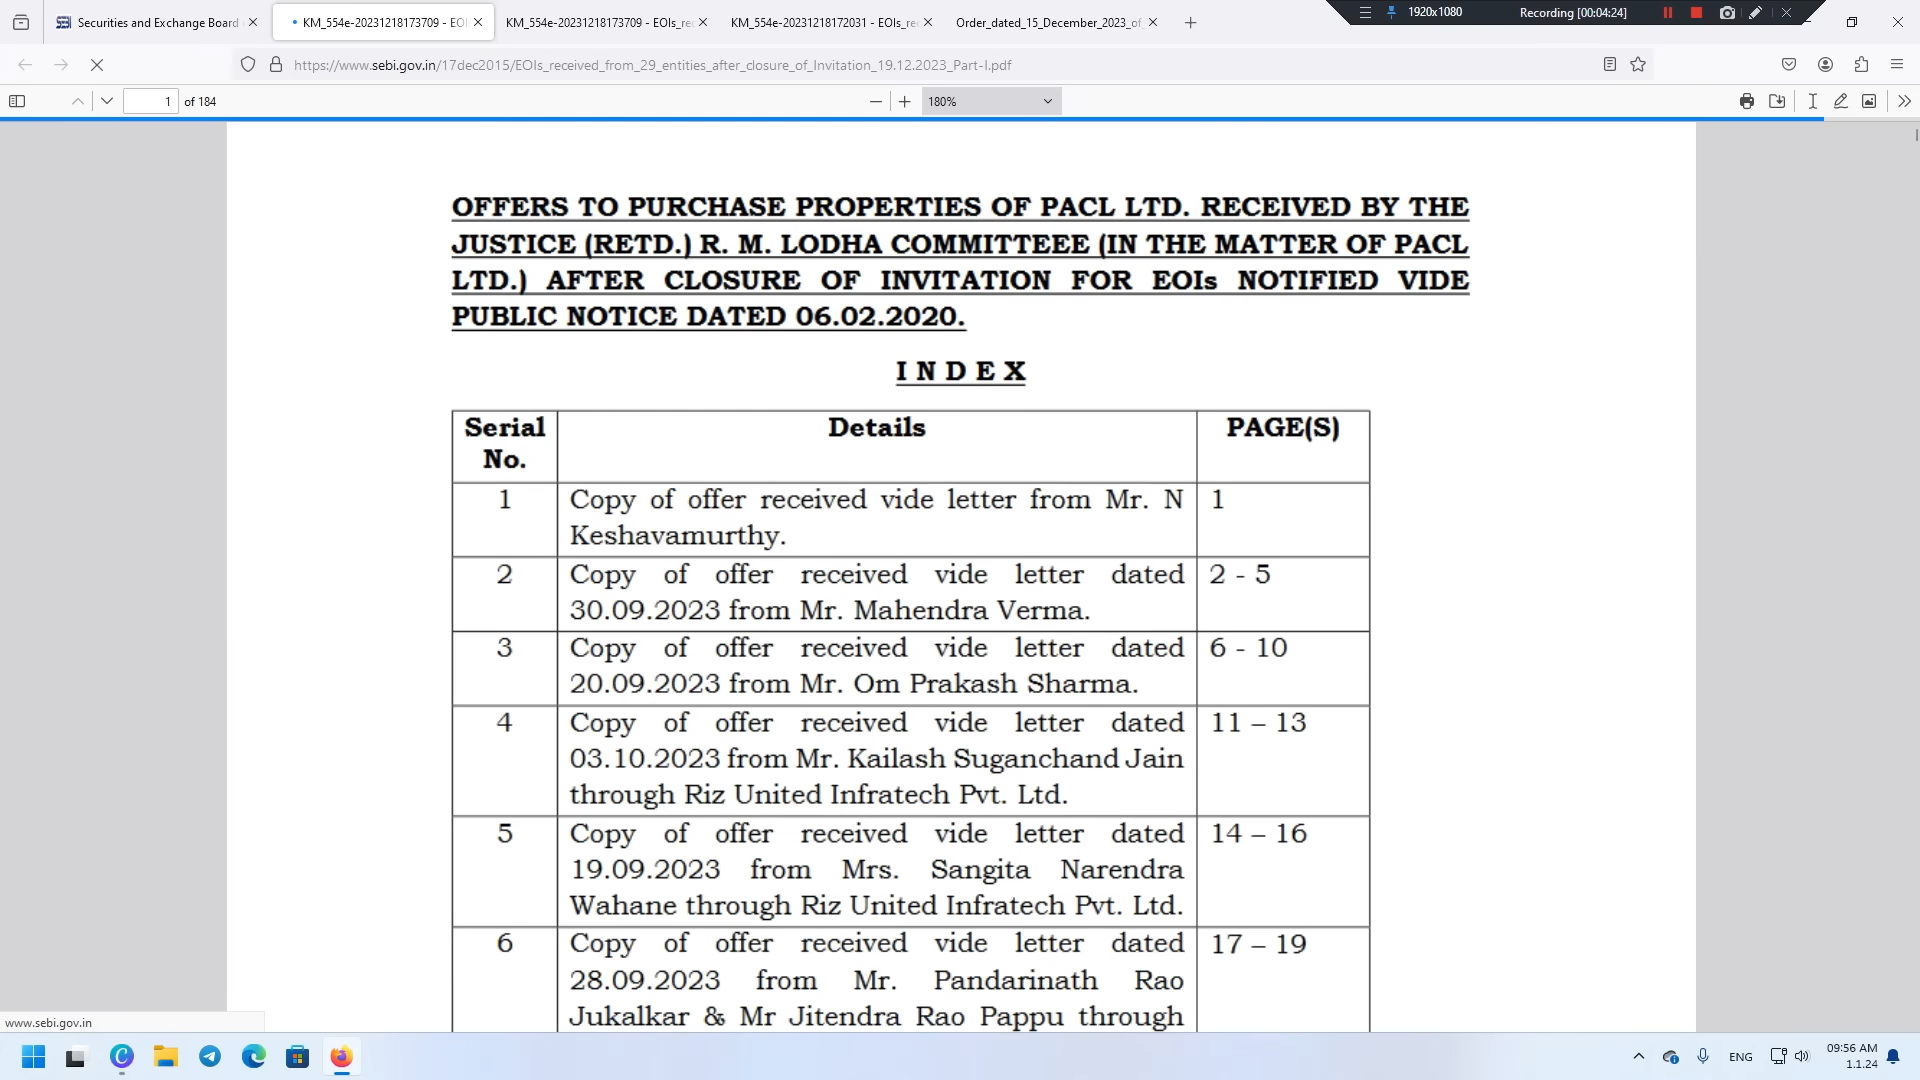 Securities and Exchange Board
KM_554e-20231218173709 - EOI
KM_554e-20231218173709 - EOIs_re
KM_554e-20231218172031 - EOIs_re
Order_dated_15_December_2023_of
1920x1080
Recording [00:04:24]
https://www.sebi.gov.in/17dec2015/EOIs_received_from_29_entities_after_closure_of_Invitation_19.12.2023_Part-I.pdf
1 of 184
180%
OFFERS TO PURCHASE PROPERTIES OF PACL LTD. RECEIVED BY THE
JUSTICE (RETD.) R. M. LODHA COMMITTEEE (IN THE MATTER OF PACL
LTD.) AFTER CLOSURE OF INVITATION FOR EOIs NOTIFIED VIDE
PUBLIC NOTICE DATED 06.02.2020.
I N D E X
Serial No.
Details
PAGE(S)
1
Copy of offer received vide letter from Mr. N
Keshavamurthy.
1
2
Copy of offer received vide letter dated
30.09.2023 from Mr. Mahendra Verma.
2 - 5
3
Copy of offer received vide letter dated
20.09.2023 from Mr. Om Prakash Sharma.
6 - 10
4
Copy of offer received vide letter dated
03.10.2023 from Mr. Kailash Suganchand Jain
through Riz United Infratech Pvt. Ltd.
11 – 13
5
Copy of offer received vide letter dated
19.09.2023 from Mrs. Sangita Narendra
Wahane through Riz United Infratech Pvt. Ltd.
14 – 16
6
Copy of offer received vide letter dated
28.09.2023 from Mr. Pandarinath Rao
Jukalkar & Mr Jitendra Rao Pappu through
17 – 19
www.sebi.gov.in
ENG
09:56 AM
1.1.24